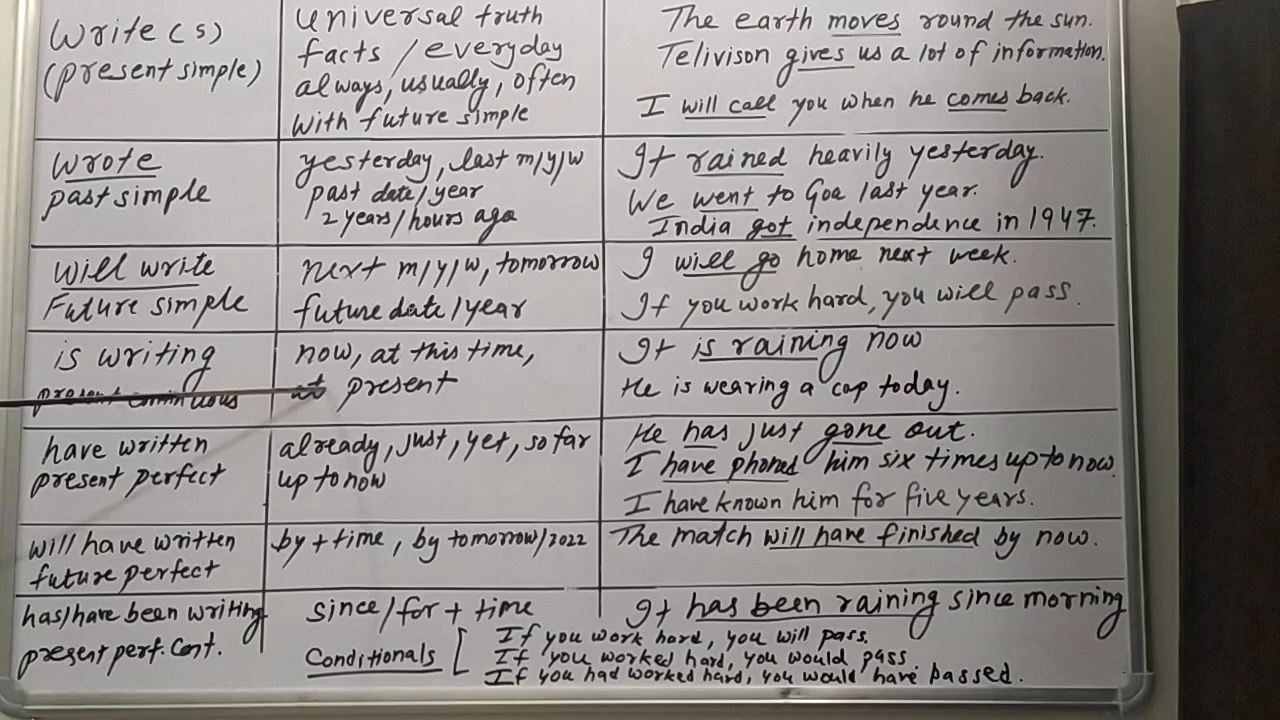 Write(s)
(present simple)
universal truth
facts / everyday
always, usually, often
with future simple
The earth moves round the sun.
Telivison gives us a lot of information.
I will call you when he comes back.
Wrote
past simple
yesterday, last m/y/w
past date/year
2 years/hours ago
It rained heavily yesterday.
We went to Goa last year.
India got independence in 1947.
will write
Future simple
next m/y/w, tomorrow
future date/year
I will go home next week.
If you work hard, you will pass.
is writing
present continuous
now, at this time,
at present
It is raining now
He is wearing a cap today.
have written
present perfect
already, just, yet, so far
up to now
He has just gone out.
I have phoned him six times up to now.
I have known him for five years.
will have written
future perfect
by + time, by tomorrow/2022
The match will have finished by now.
has/have been writing
present perf. Cont.
since/for + time
It has been raining since morning
Conditionals
If you work hard, you will pass.
If you worked hard, you would pass.
If you had worked hard, you would have passed.